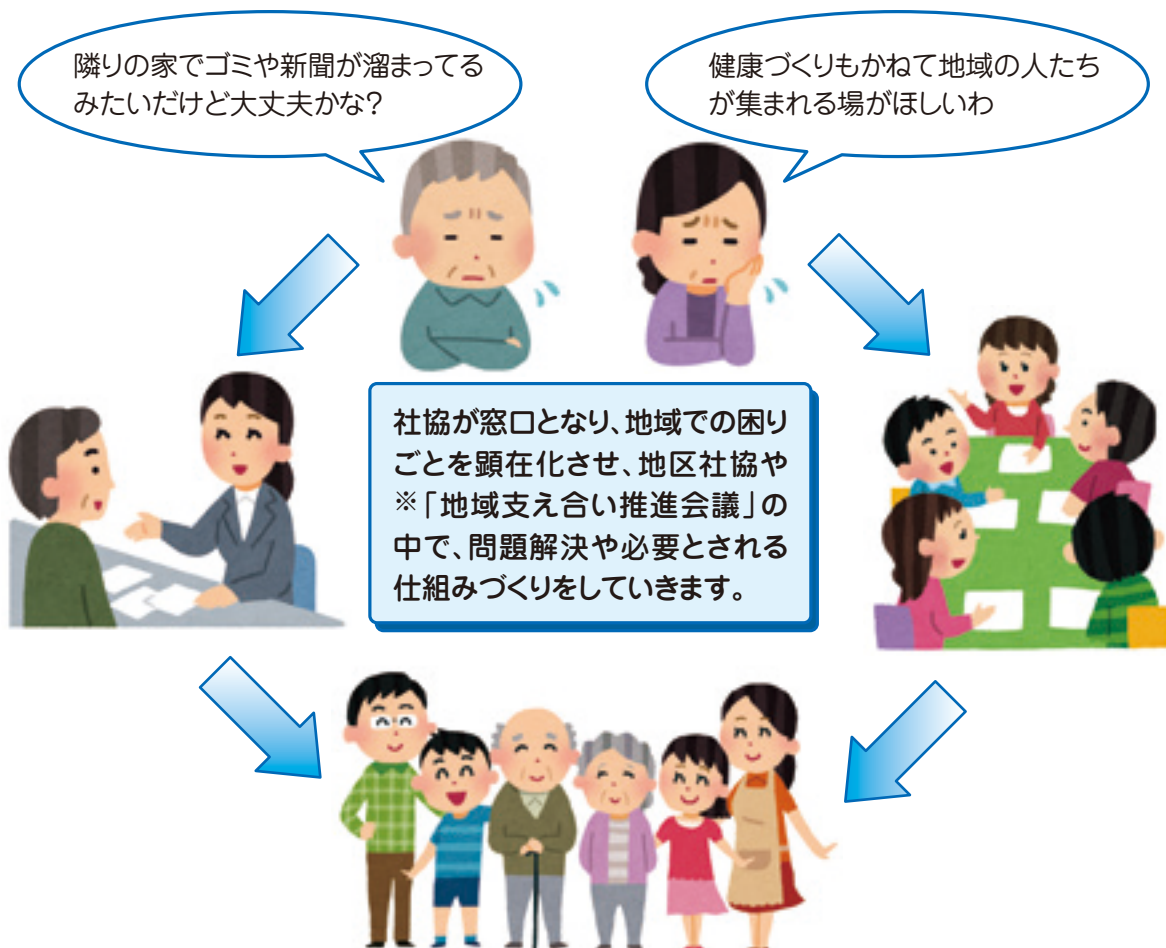 隣りの家でゴミや新聞が溜まってる
みたいだけど大丈夫かな?
健康づくりもかねて地域の人たち
が集まれる場がほしいわ
社協が窓口となり、地域での困り
ごとを顕在化させ、地区社協や
※「地域支え合い推進会議」の
中で、問題解決や必要とされる
仕組みづくりをしていきます。